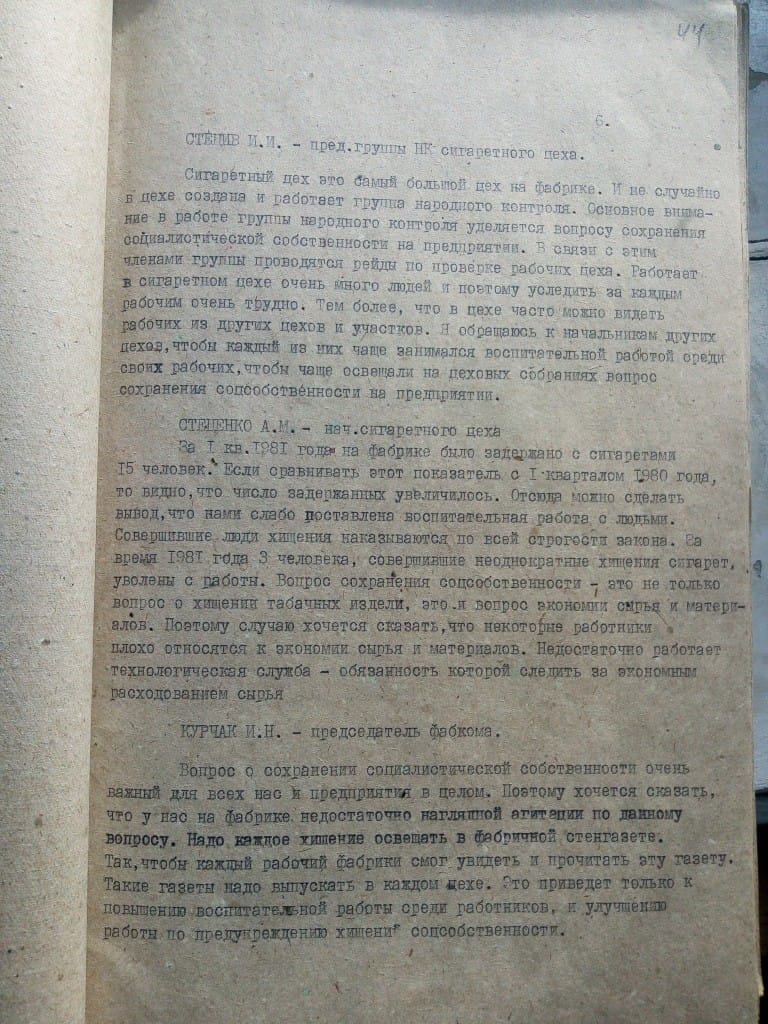 44
6.
СТЕЦИВ И.И. - пред.группы НК сигаретного цеха.
Сигаретный цех это самый большой цех на фабрике. И не случайно
в цехе создана и работает группа народного контроля. Основное внима-
ние в работе группы народного контроля уделяется вопросу сохранения
социалистической собственности на предприятии. В связи с этим
членами группы проводятся рейды по проверке рабочих цеха. Работает
в сигаретном цехе очень много людей и поэтому уследить за каждым
рабочим очень трудно. Тем более, что в цехе часто можно видеть
рабочих из других цехов и участков. Я обращаюсь к начальникам других
цехов,чтобы каждый из них чаще занимался воспитательной работой среди
своих рабочих,чтобы чаще освещали на цеховых собраниях вопрос
сохранения соцсобственности на предприятии.
СТЕЦЕНКО А.М.- нач.сигаретного цеха
За I кв.1981 года на фабрике было задержано с сигаретами
15 человек. Если сравнивать этот показатель с I кварталом 1980 года,
то видно,что число задержанных увеличилось. Отсюда можно сделать
вывод,что нами слабо поставлена воспитательная работа с людьми.
Совершившие люди хищения наказываются по всей строгости закона. За
время 1981 года 3 человека, совершившие неоднократные хищения сигарет,
уволены с работы. Вопрос сохранения соцсобственности - это не только
вопрос о хищении табачных издели, это и вопрос экономии сырья и матери-
алов. Поэтому случаю хочется сказать,что некоторые работники
плохо относятся к экономии сырья и материалов. Недостаточно работает
технологическая служба - обязанность которой следить за экономным
расходованием сырья
КУРЧАК И.Н. - председатель фабкома.
Вопрос о сохранении социалистической собственности очень
важный для всех нас и предприятия в целом. Поэтому хочется сказать,
что у нас на фабрике недостаточно наглядной агитации по данному
вопросу. Надо каждое хищение освещать в фабричной стенгазете.
Так,чтобы каждый рабочий фабрики смог увидеть и прочитать эту газету.
Такие газеты надо выпускать в каждом цехе. Это приведет только к
повышению воспитательной работы среди работников, и улучшению
работы по предупреждению хищений соцсобственности.